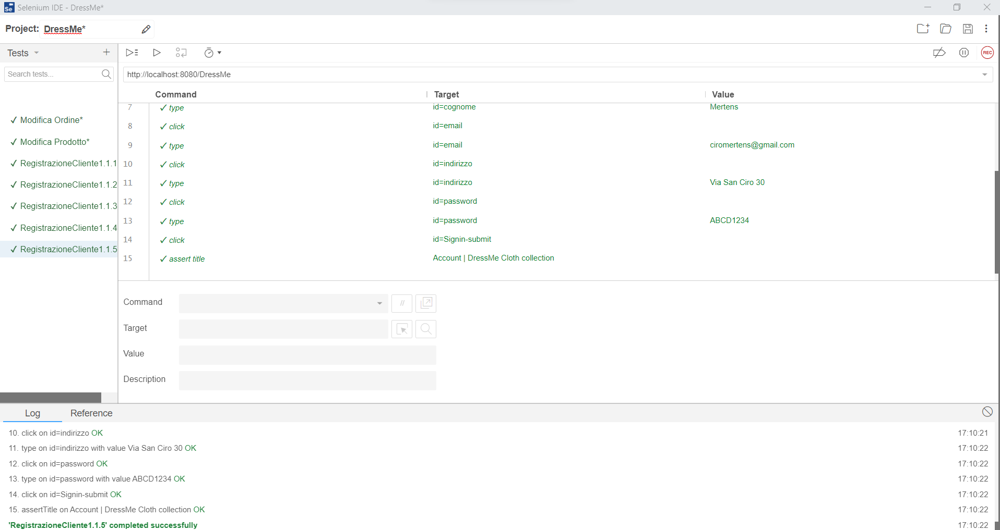 Se Selenium IDE - DressMe*
Project: DressMe*
Tests
REC
Search tests...
http://localhost:8080/DressMe
Command Target Value
✓ Modifica Ordine*
✓ Modifica Prodotto*
✓ RegistrazioneCliente1.1.1
✓ RegistrazioneCliente1.1.2
✓ RegistrazioneCliente1.1.3
✓ RegistrazioneCliente1.1.4
✓ RegistrazioneCliente1.1.5
7 ✓ type id=cognome Mertens
8 ✓ click id=email
9 ✓ type id=email ciromertens@gmail.com
10 ✓ click id=indirizzo
11 ✓ type id=indirizzo Via San Ciro 30
12 ✓ click id=password
13 ✓ type id=password ABCD1234
14 ✓ click id=Signin-submit
15 ✓ assert title Account | DressMe Cloth collection
Command //
Target
Value
Description
Log Reference
10. click on id=indirizzo OK 17:10:21
11. type on id=indirizzo with value Via San Ciro 30 OK 17:10:22
12. click on id=password OK 17:10:22
13. type on id=password with value ABCD1234 OK 17:10:22
14. click on id=Signin-submit OK 17:10:22
15. assertTitle on Account | DressMe Cloth collection OK 17:10:22
'RegistrazioneCliente1.1.5' completed successfully 17:10:22